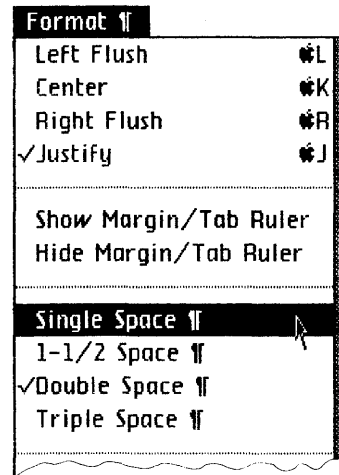 Format ¶
Left Flush L
Center K
Right Flush R
✓Justify J
Show Margin/Tab Ruler
Hide Margin/Tab Ruler
Single Space ¶
1-1/2 Space ¶
✓Double Space ¶
Triple Space ¶